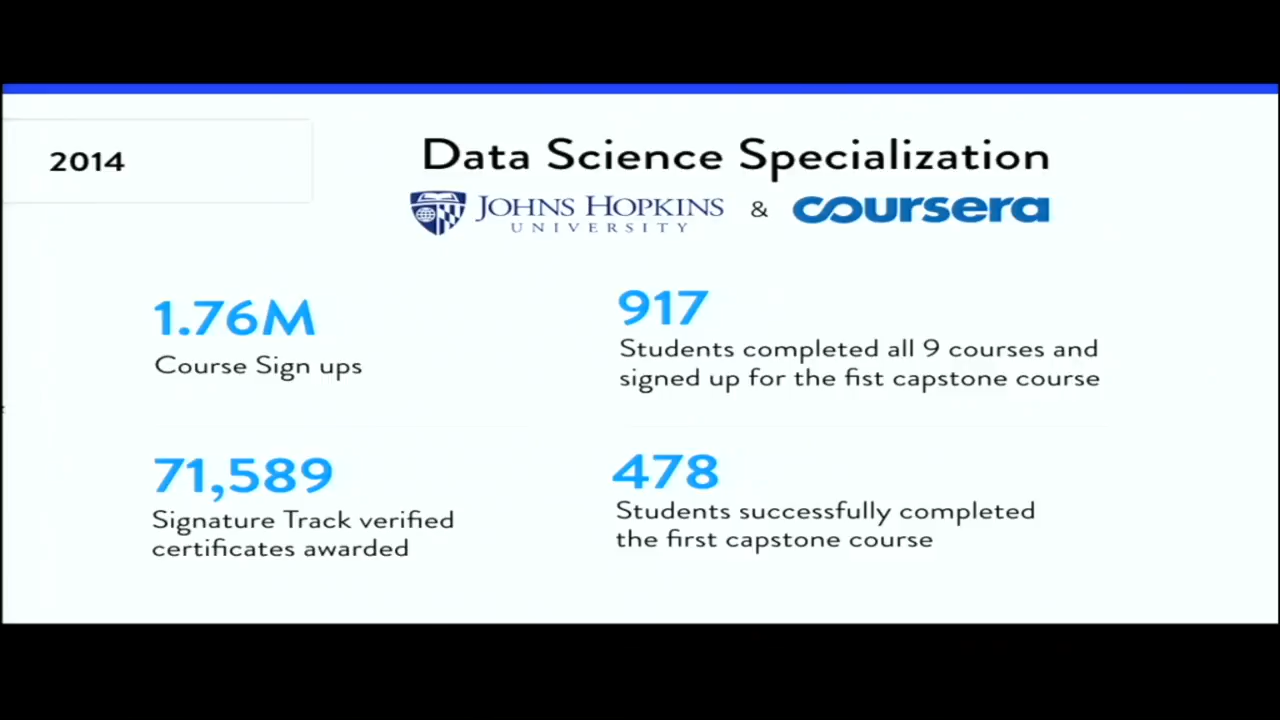 2014
Data Science Specialization
JOHNS HOPKINS
UNIVERSITY
&
coursera
1.76M
Course Sign ups
917
Students completed all 9 courses and
signed up for the fist capstone course
71,589
Signature Track verified
certificates awarded
478
Students successfully completed
the first capstone course